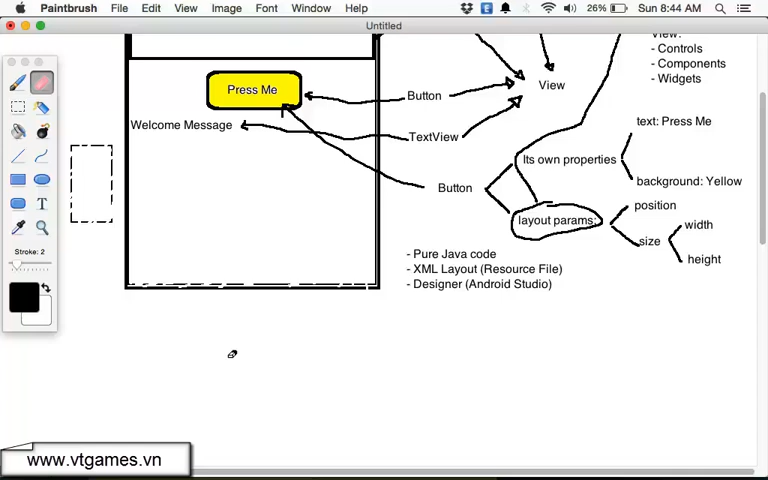 Paintbrush File Edit View Image Font Window Help 26% Sun 8:44 AM
Untitled
View:
- Controls
- Components
- Widgets
Press Me
Button
View
Welcome Message
TextView
text: Press Me
Its own properties
Button
background: Yellow
layout params:
position
width
size
height
- Pure Java code
- XML Layout (Resource File)
- Designer (Android Studio)
T
Stroke: 2
www.vtgames.vn